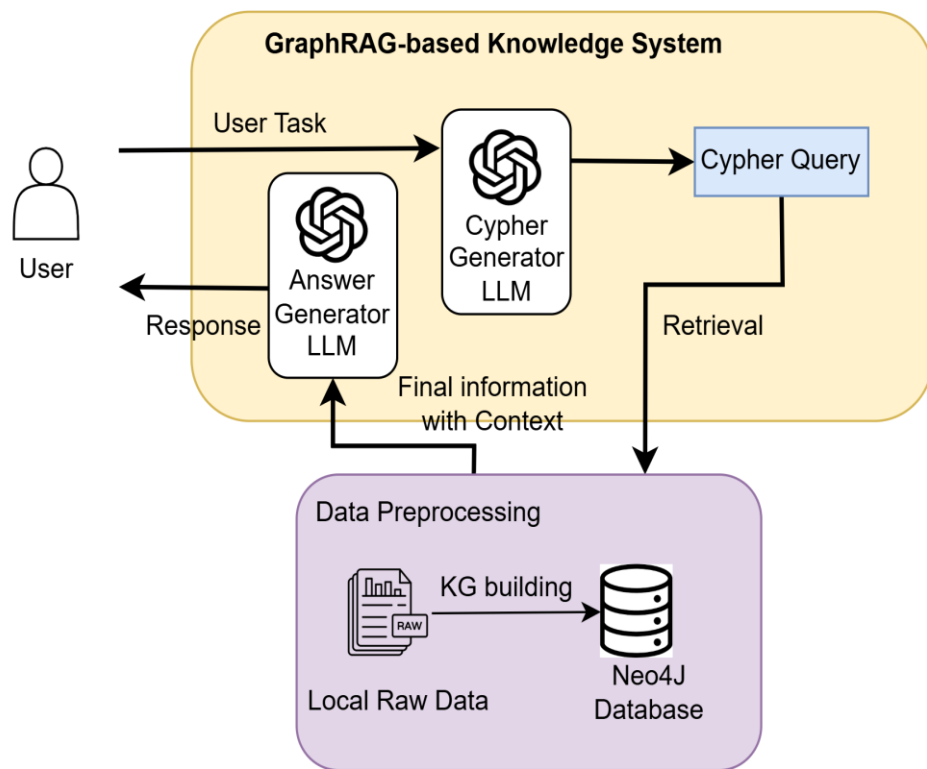 GraphRAG-based Knowledge System
User Task
Cypher
Generator
LLM
Cypher Query
User
Answer
Generator
LLM
Response
Retrieval
Final information
with Context
Data Preprocessing
RAW
KG building
Local Raw Data
Neo4J
Database